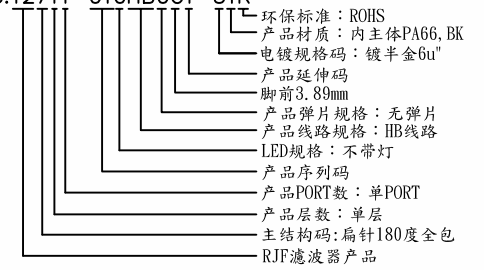 环保标准：ROHS
产品材质：内主体PA66,BK
电镀规格码：镀半金6u"
产品延伸码
脚前3.89mm
产品弹片规格：无弹片
产品线路规格：HB线路
LED规格：不带灯
产品序列码
产品PORT数：单PORT
产品层数：单层
主结构码:扁针180度全包
RJF滤波器产品